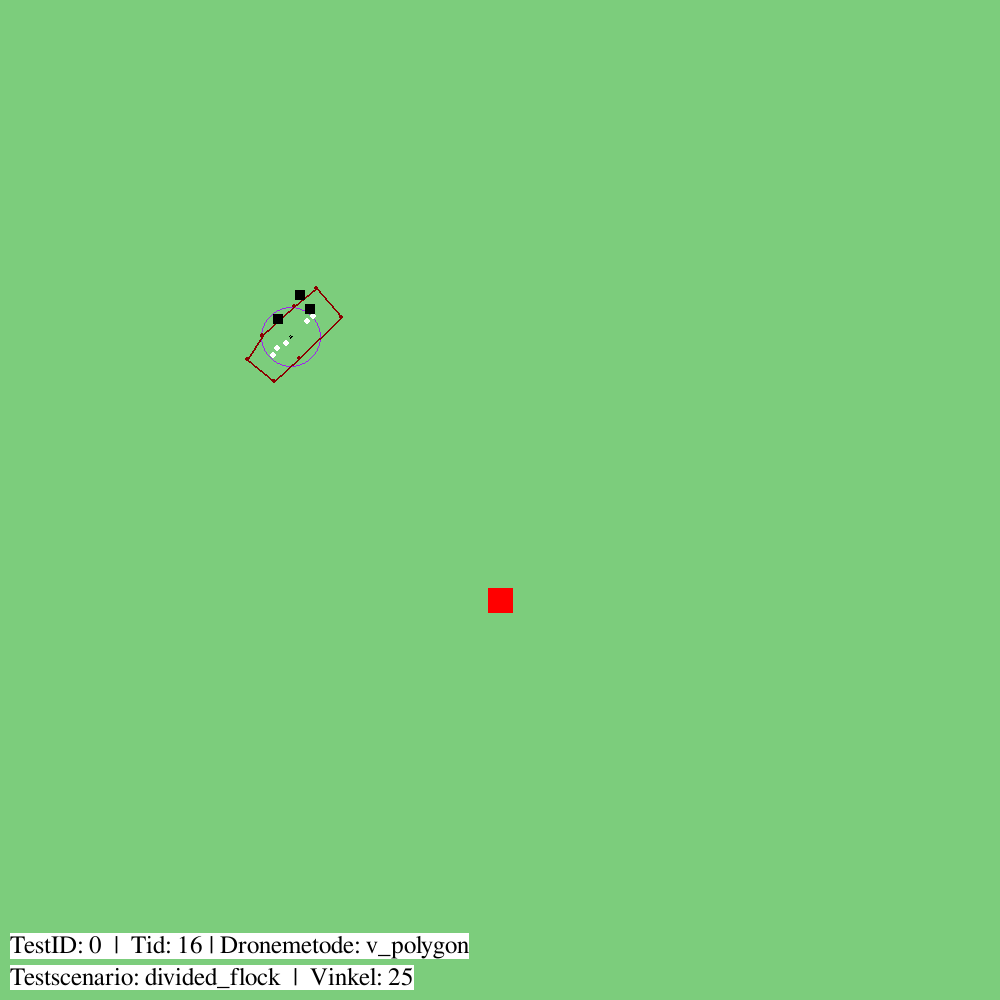 TestID: 0 | Tid: 16 | Dronemetode: v_polygon
Testscenario: divided_flock | Vinkel: 25